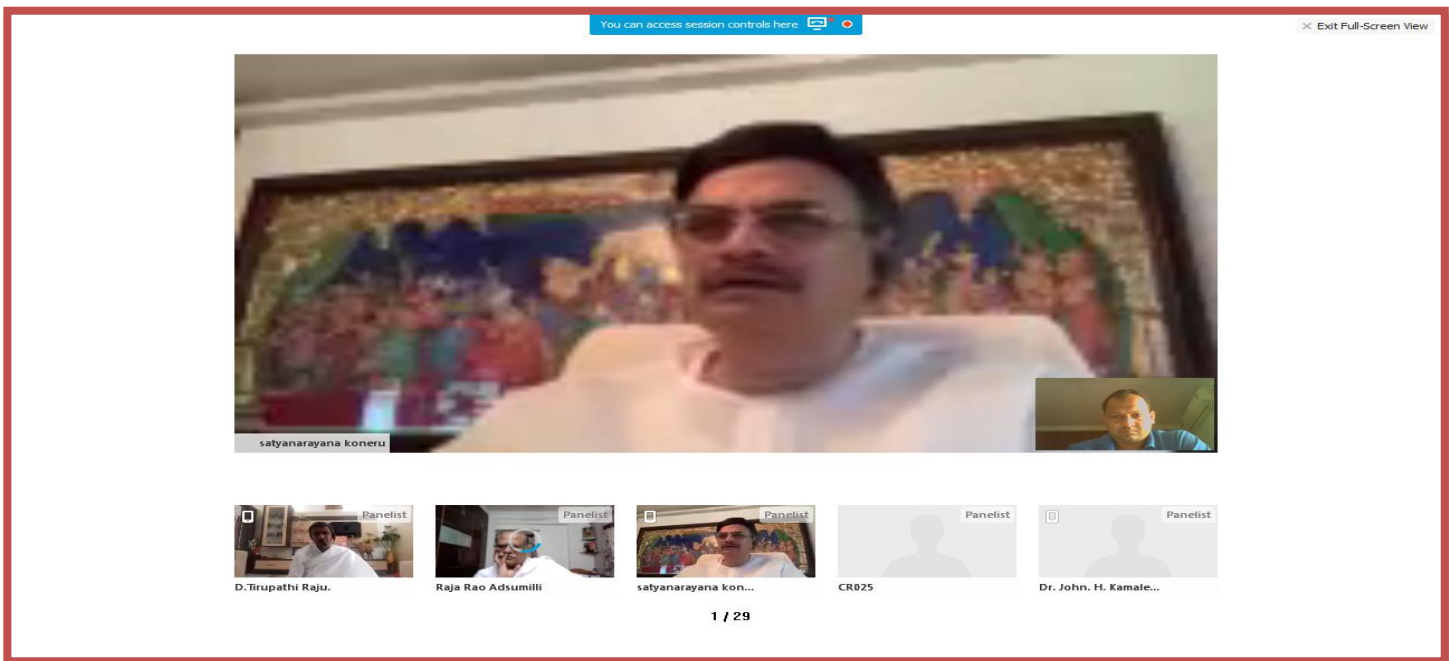 You can access session controls here
× Exit Full-Screen View
satyanarayana koneru
Panelist
Panelist
Panelist
Panelist
Panelist
D.Tirupathi Raju.
Raja Rao Adsumilli
satyanarayana kon...
CR025
Dr. John. H. Kamale...
1 / 29